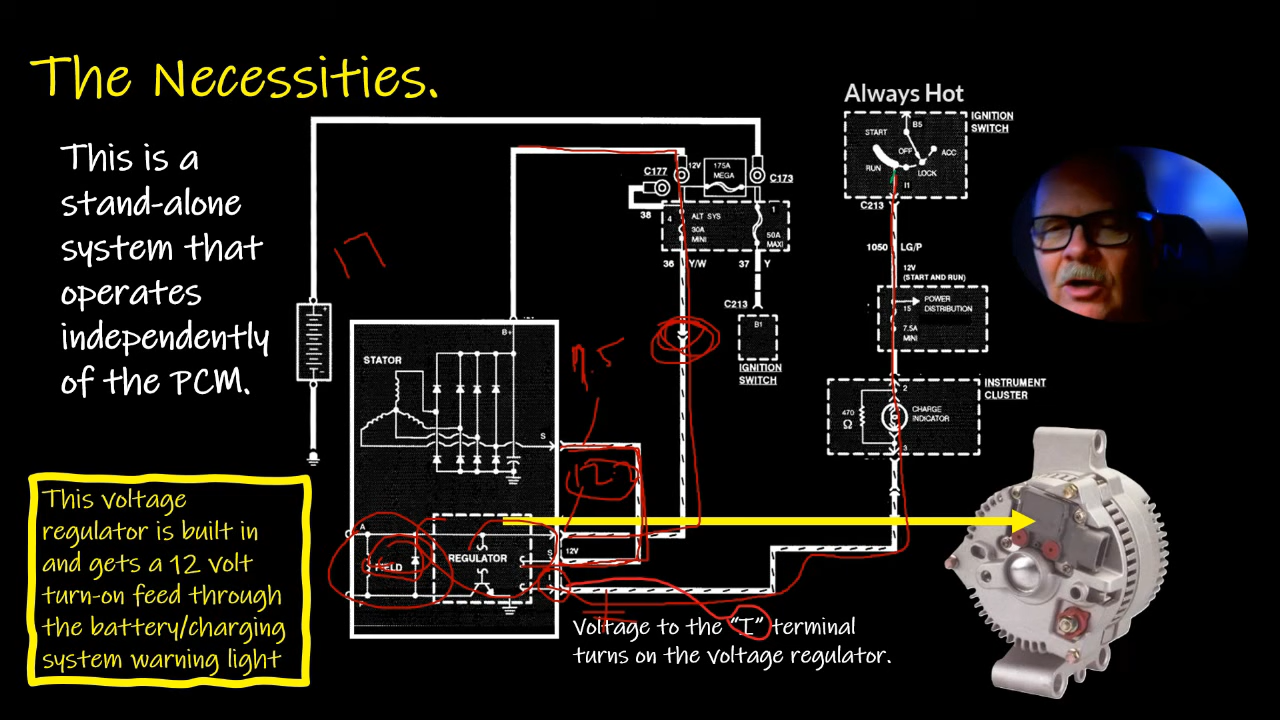 The Necessities.
This is a
stand-alone
system that
operates
independently
of the PCM.
17
This voltage
regulator is built in
and gets a 12 volt
turn-on feed through
the battery/charging
system warning light
Always Hot
IGNITION
SWITCH
B5
START
OFF
ACC
RUN
LOCK
I1
C213
1050
LG/P
12V
(START AND RUN)
POWER
DISTRIBUTION
15
7.5A
MINI
2
INSTRUMENT
CLUSTER
470
Ω
CHARGE
INDICATOR
3
C177
12V
175A
MEGA
C173
38
4
ALT SYS
30A
MINI
1
50A
MAXI
36
Y/W
37
Y
C213
B1
IGNITION
SWITCH
B+
STATOR
S
7.5
12V
A
FIELD
REGULATOR
S
Voltage to the "I" terminal
turns on the voltage regulator.